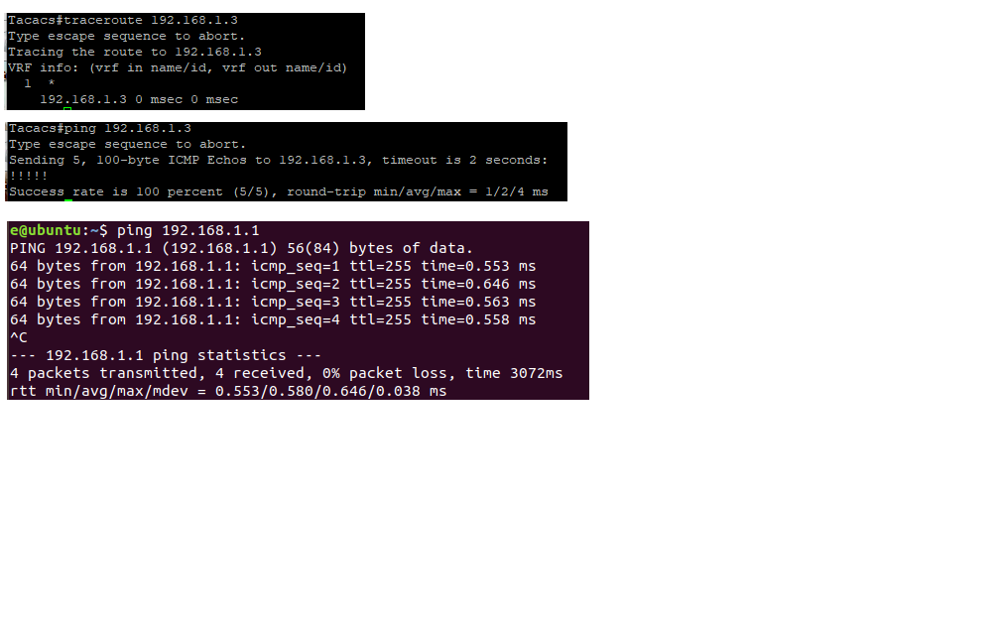 Tacacs#traceroute 192.168.1.3
Type escape sequence to abort.
Tracing the route to 192.168.1.3
VRF info: (vrf in name/id, vrf out name/id)
1 *
192.168.1.3 0 msec 0 msec
Tacacs#ping 192.168.1.3
Type escape sequence to abort.
Sending 5, 100-byte ICMP Echos to 192.168.1.3, timeout is 2 seconds:
!!!!!
Success rate is 100 percent (5/5), round-trip min/avg/max = 1/2/4 ms
e@ubuntu:~$ ping 192.168.1.1
PING 192.168.1.1 (192.168.1.1) 56(84) bytes of data.
64 bytes from 192.168.1.1: icmp_seq=1 ttl=255 time=0.553 ms
64 bytes from 192.168.1.1: icmp_seq=2 ttl=255 time=0.646 ms
64 bytes from 192.168.1.1: icmp_seq=3 ttl=255 time=0.563 ms
64 bytes from 192.168.1.1: icmp_seq=4 ttl=255 time=0.558 ms
^C
--- 192.168.1.1 ping statistics ---
4 packets transmitted, 4 received, 0% packet loss, time 3072ms
rtt min/avg/max/mdev = 0.553/0.580/0.646/0.038 ms